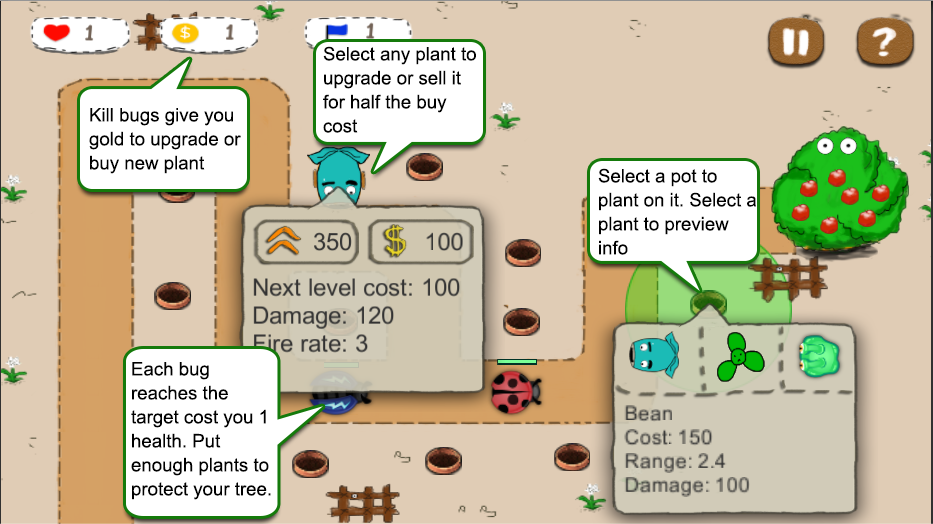 1
$ 1
1
?
Select any plant to
upgrade or sell it
for half the buy
cost
Kill bugs give you
gold to upgrade or
buy new plant
Select a pot to
plant on it. Select a
plant to preview
info
350
$ 100
Next level cost: 100
Damage: 120
Fire rate: 3
Each bug
reaches the
target cost you 1
health. Put
enough plants to
protect your tree.
Bean
Cost: 150
Range: 2.4
Damage: 100